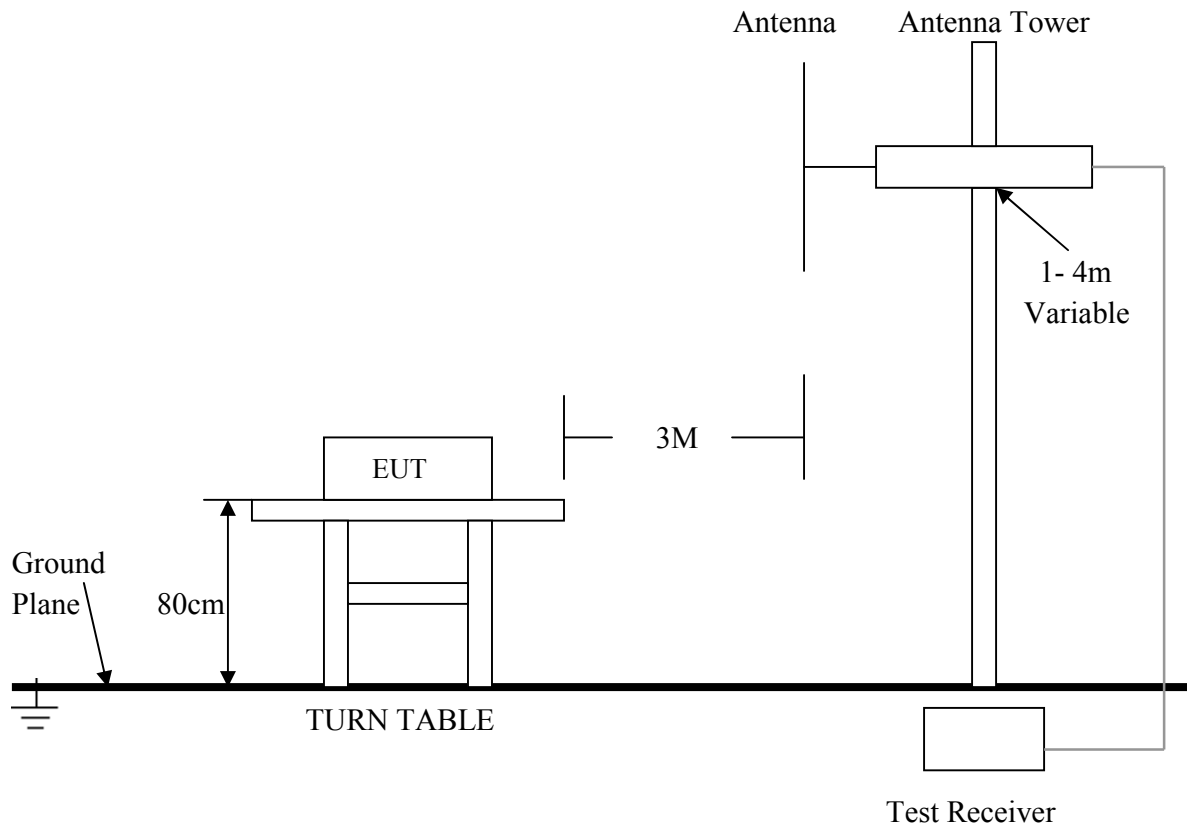 Antenna
Antenna Tower
1- 4m
Variable
3M
EUT
Ground
Plane
80cm
TURN TABLE
Test Receiver